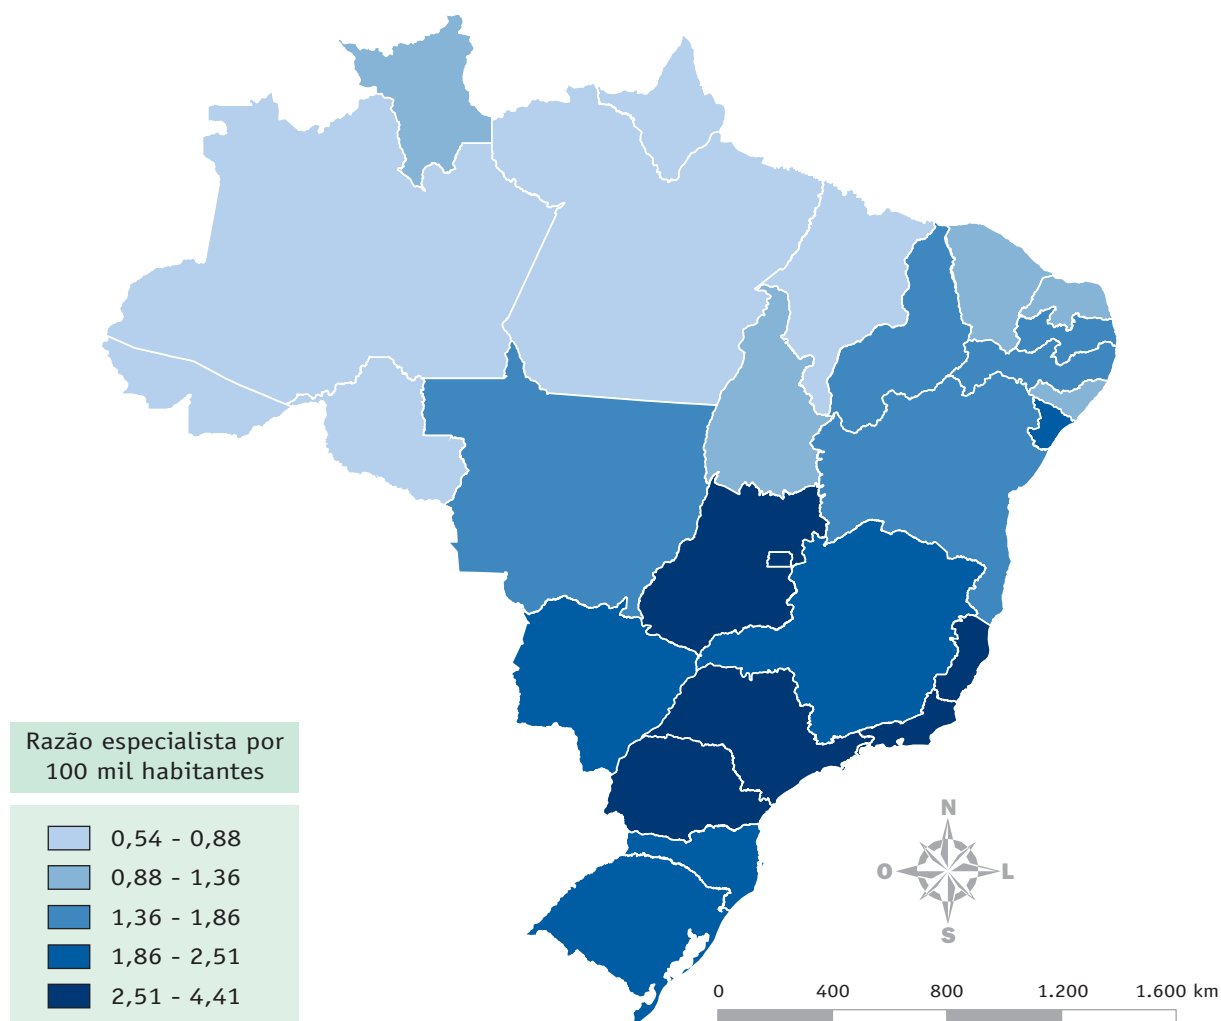 Razão especialista por
100 mil habitantes
0,54 - 0,88
0,88 - 1,36
1,36 - 1,86
1,86 - 2,51
2,51 - 4,41
N
O L
S
0 400 800 1.200 1.600 km